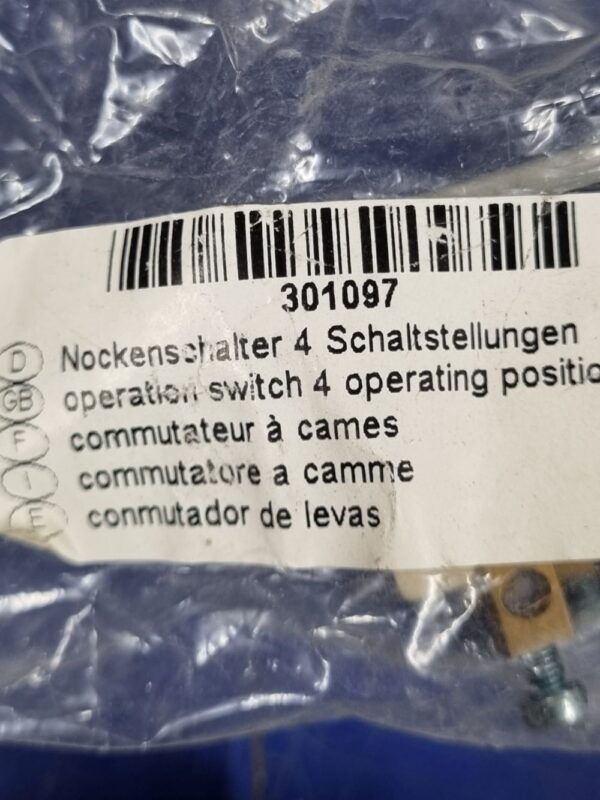 301097
D Nockenschalter 4 Schaltstellungen
GB operation switch 4 operating positio
F commutateur à cames
I commutatore a camme
E conmutador de levas